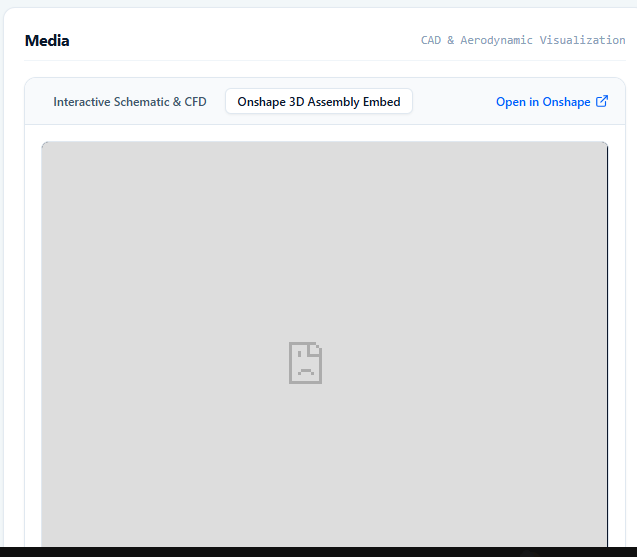 Media
CAD & Aerodynamic Visualization
Interactive Schematic & CFD
Onshape 3D Assembly Embed
Open in Onshape